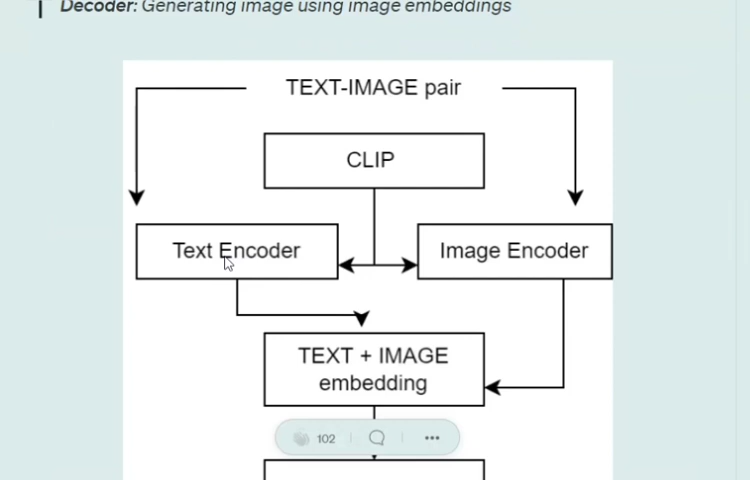 Decoder: Generating image using image embeddings
TEXT-IMAGE pair
CLIP
Text Encoder
Image Encoder
TEXT + IMAGE
embedding
102